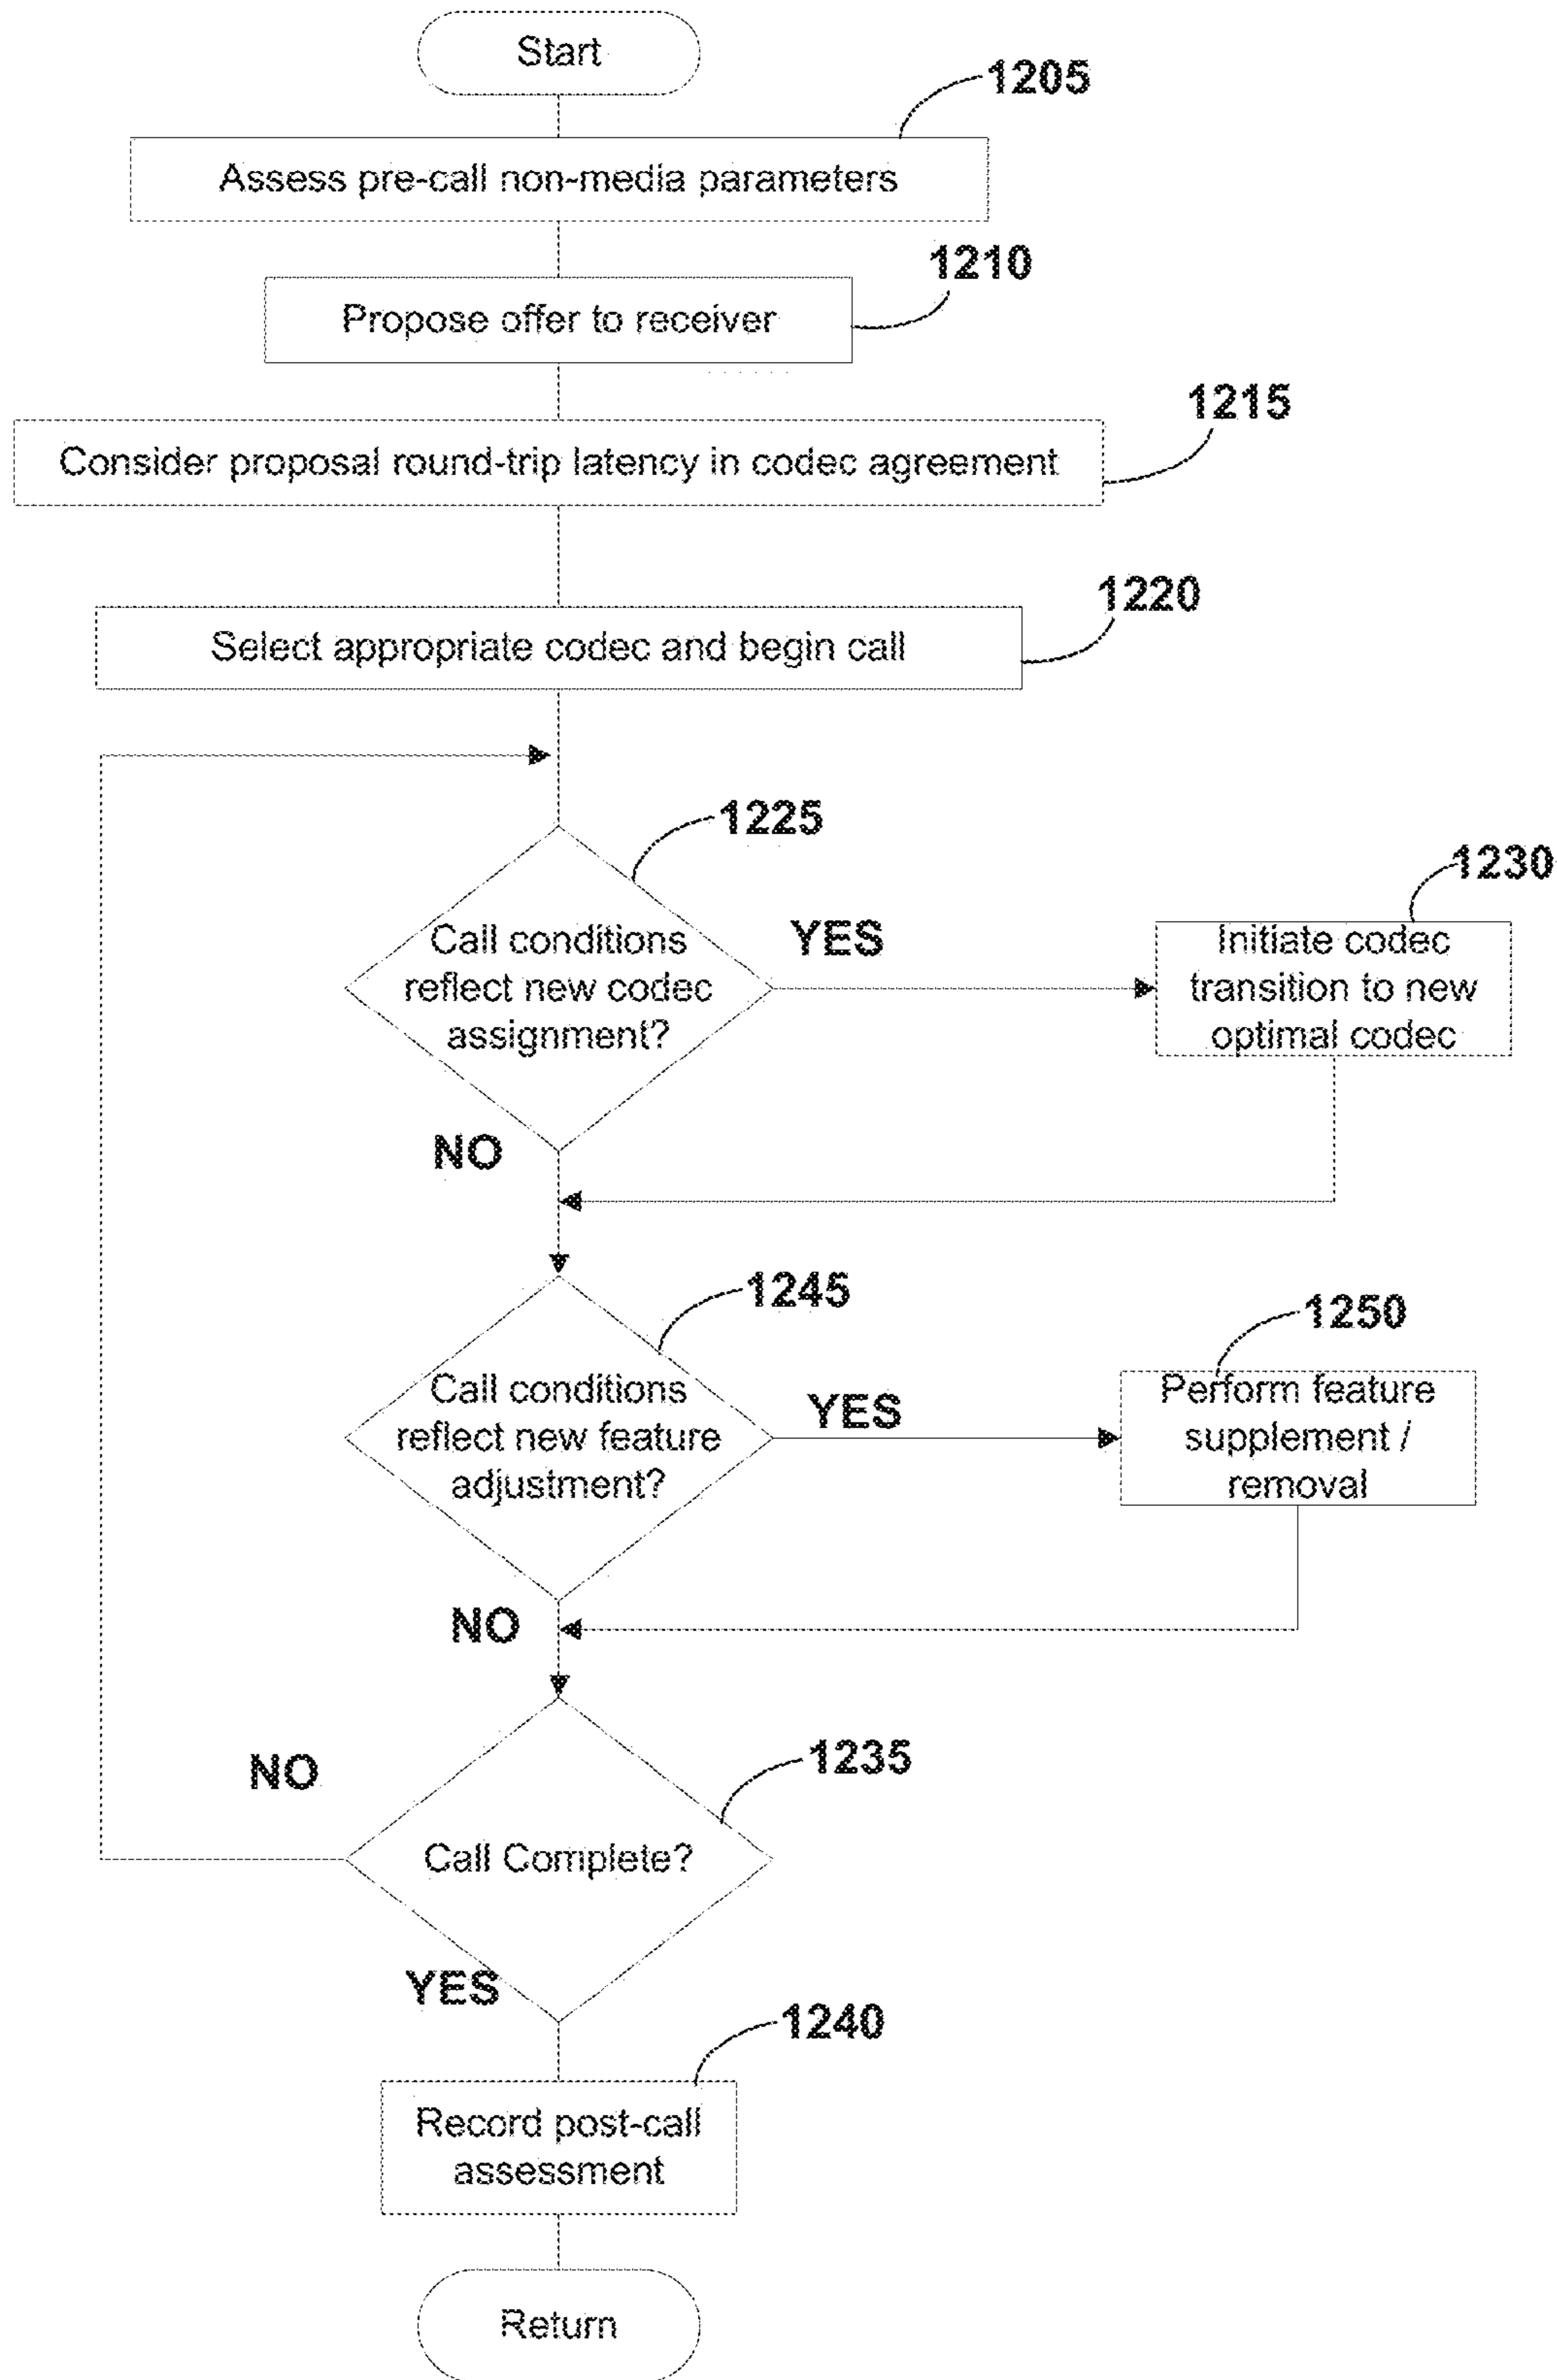 Start
1205
Assess pre-call non-media parameters
1210
Propose offer to receiver
1215
Consider proposal round-trip latency in codec agreement
1220
Select appropriate codec and begin call
1225
Call conditions
reflect new codec
assignment?
YES
1230
Initiate codec
transition to new
optimal codec
NO
1245
Call conditions
reflect new feature
adjustment?
YES
1250
Perform feature
supplement /
removal
NO
1235
NO
Call Complete?
YES
1240
Record post-call
assessment
Return